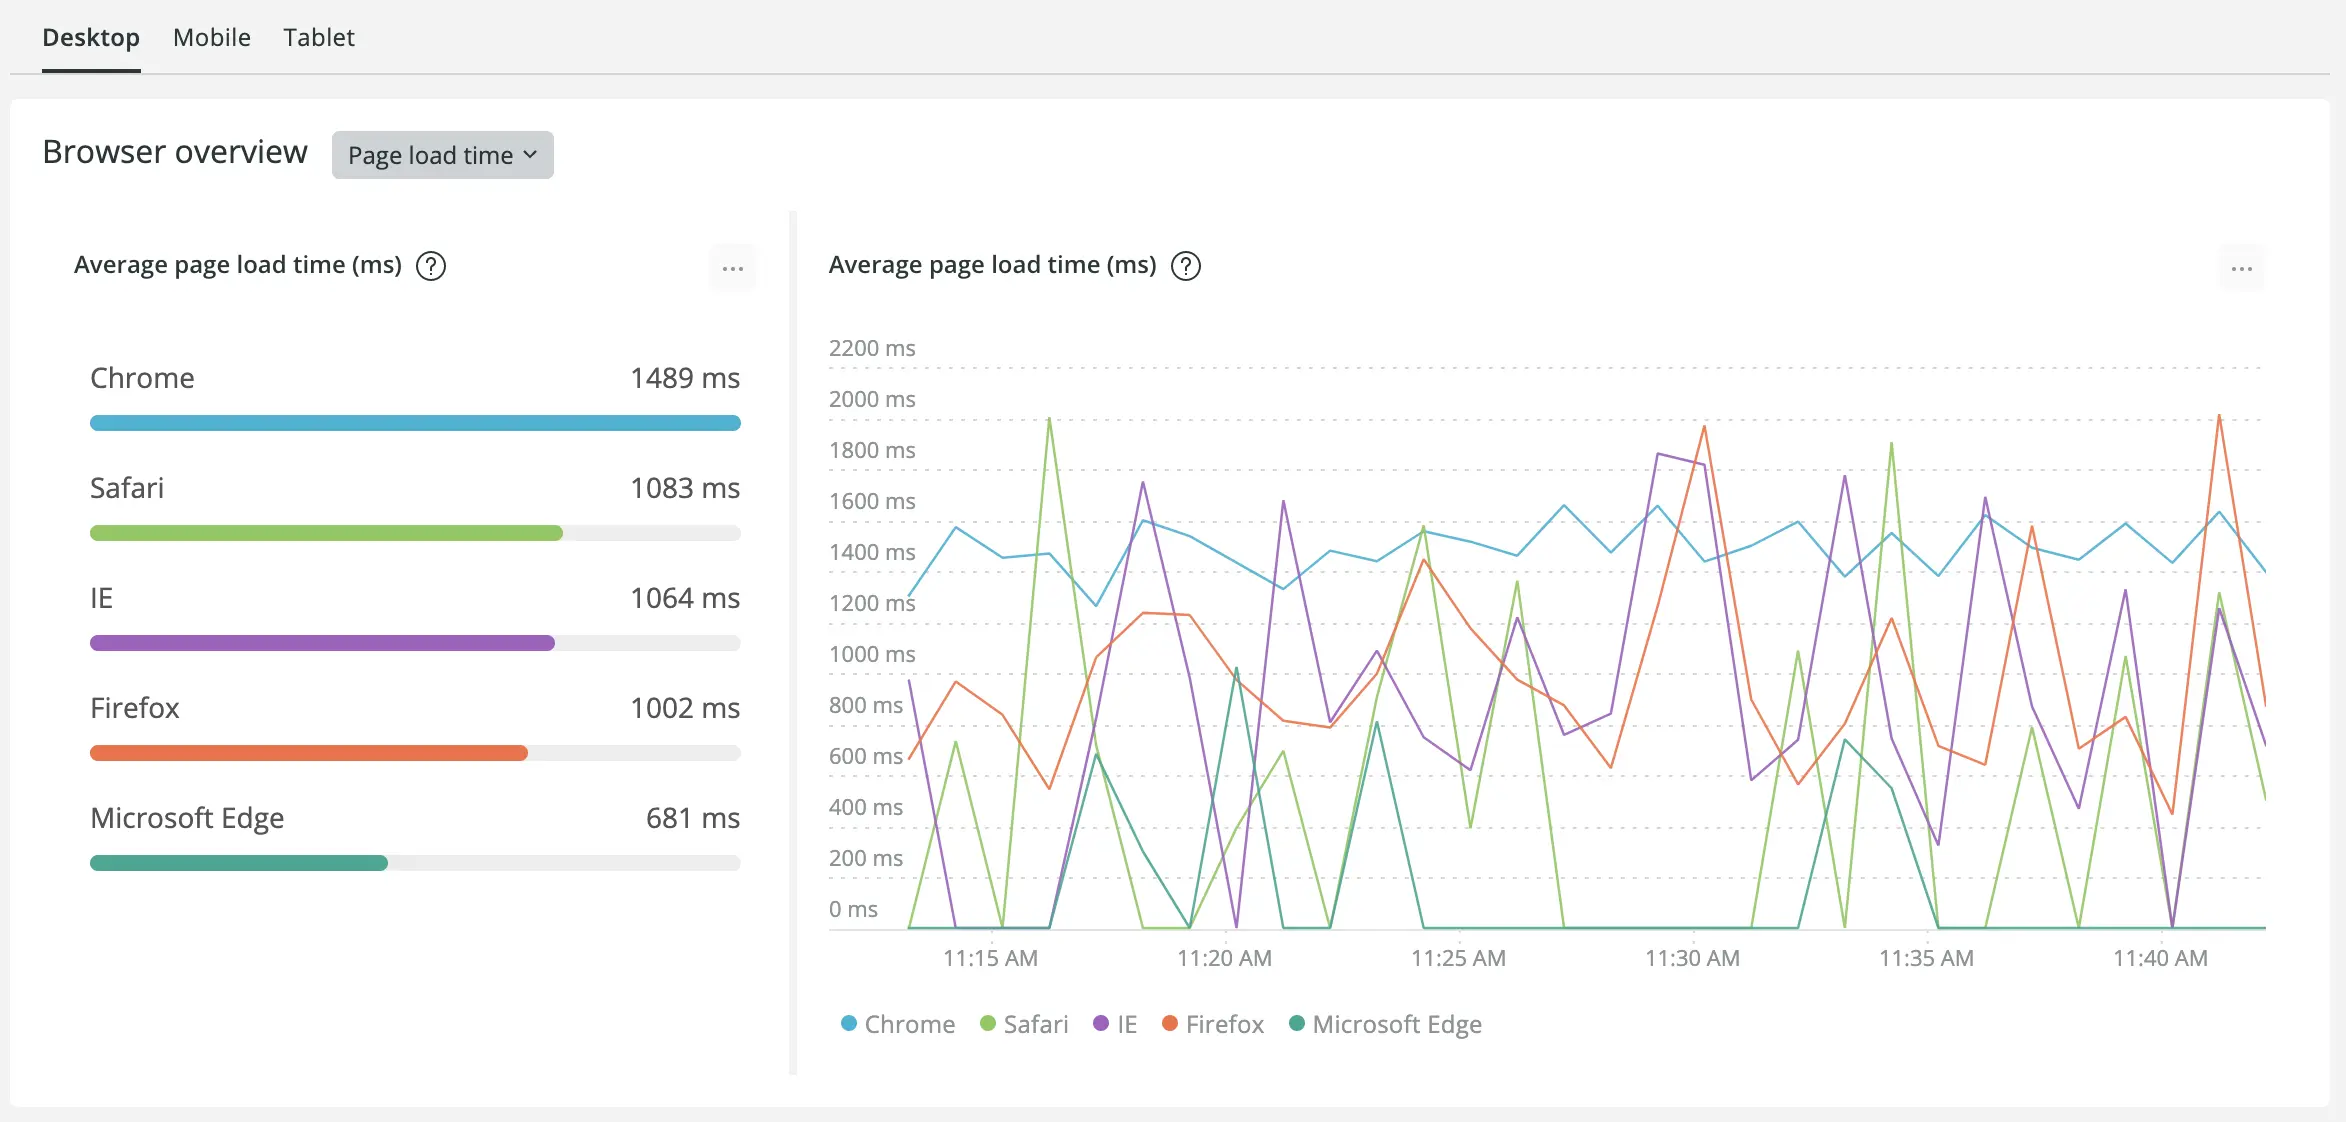 Desktop Mobile Tablet
Browser overview Page load time
Average page load time (ms) ?
...
Chrome 1489 ms
Safari 1083 ms
IE 1064 ms
Firefox 1002 ms
Microsoft Edge 681 ms
Average page load time (ms) ?
...
2200 ms
2000 ms
1800 ms
1600 ms
1400 ms
1200 ms
1000 ms
800 ms
600 ms
400 ms
200 ms
0 ms
11:15 AM 11:20 AM 11:25 AM 11:30 AM 11:35 AM 11:40 AM
Chrome Safari IE Firefox Microsoft Edge